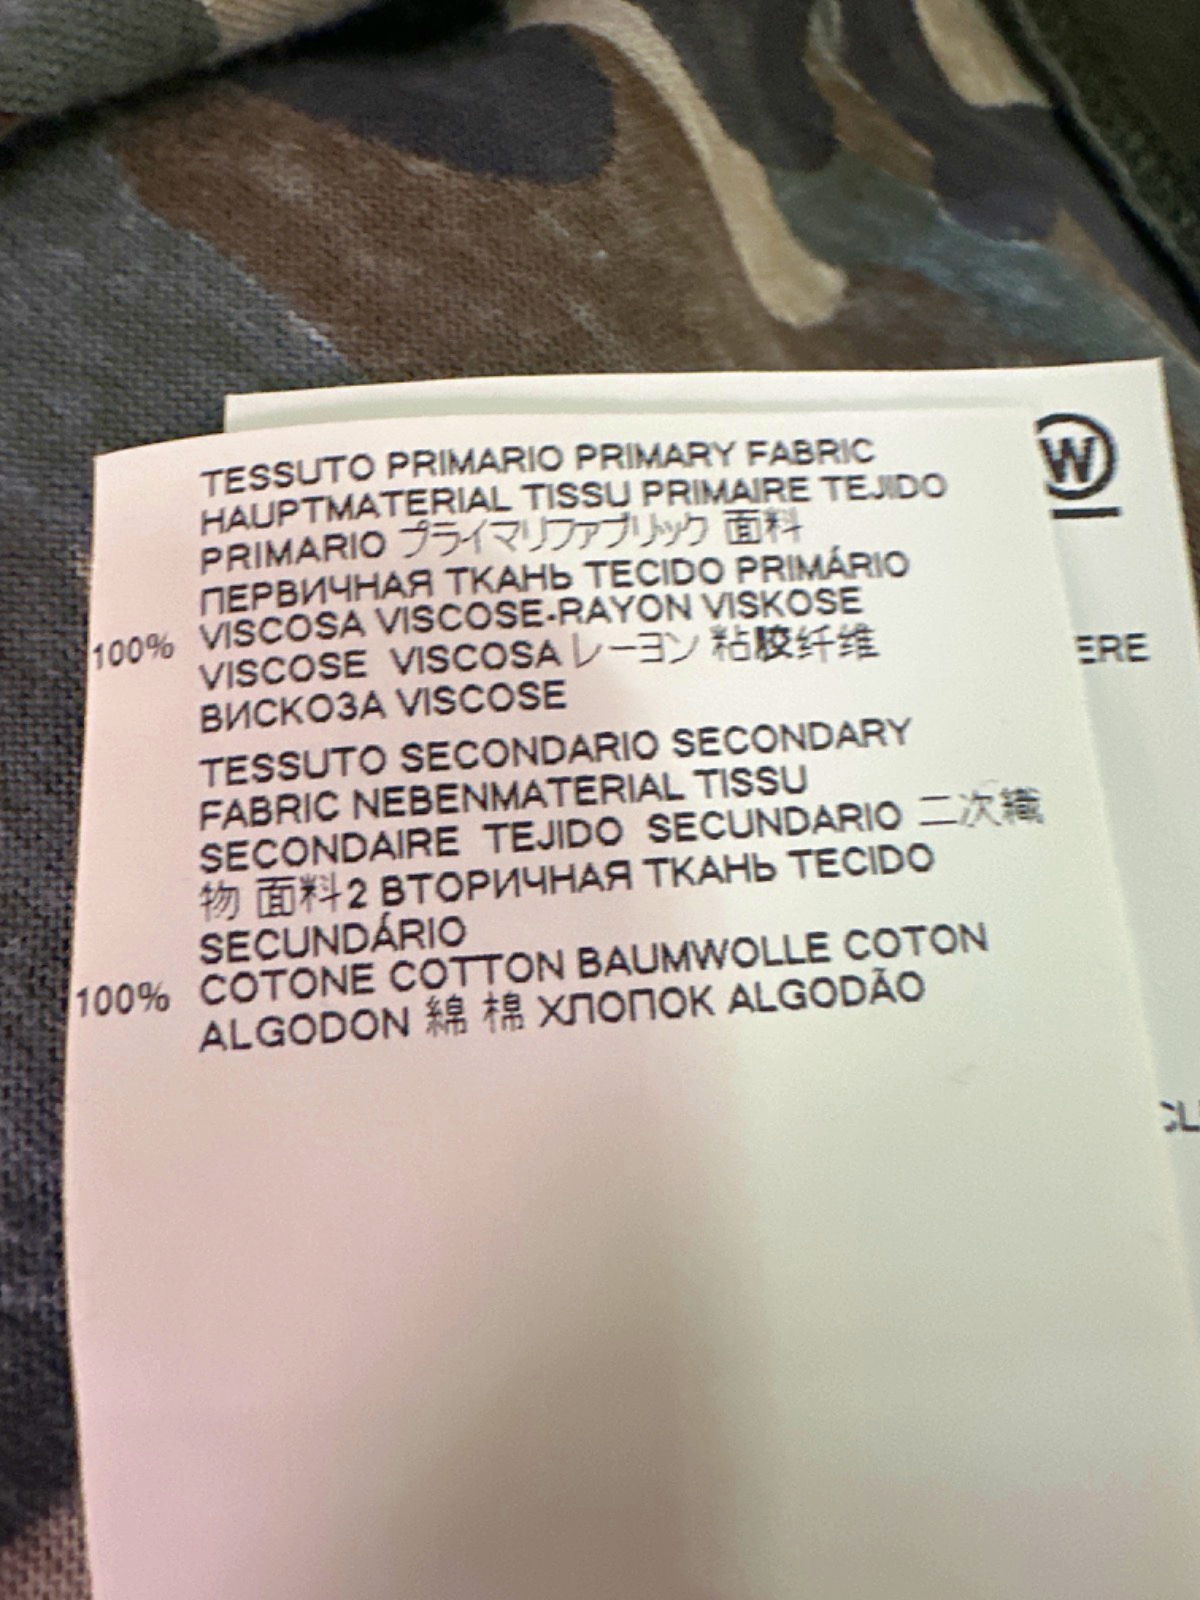 TESSUTO PRIMARIO PRIMARY FABRIC
HAUPTMATERIAL TISSU PRIMAIRE TEJIDO
PRIMARIO プライマリファブリック 面料
ПЕРВИЧНАЯ ТКАНЬ TECIDO PRIMÁRIO
100% VISCOSA VISCOSE-RAYON VISKOSE
VISCOSE VISCOSA レーヨン 粘胶纤维
ВИСКОЗА VISCOSE
TESSUTO SECONDARIO SECONDARY
FABRIC NEBENMATERIAL TISSU
SECONDAIRE TEJIDO SECUNDARIO 二次織
物 面料2 ВТОРИЧНАЯ ТКАНЬ TECIDO
SECUNDÁRIO
100% COTONE COTTON BAUMWOLLE COTON
ALGODON 綿 棉 ХЛОПОК ALGODÃO
W
ERE